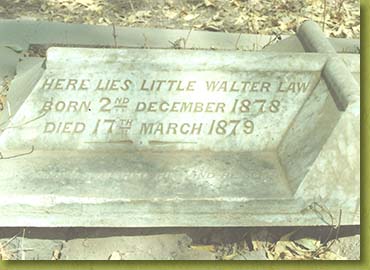 HERE LIES LITTLE WALTER LAW
BORN 2ND DECEMBER 1878
DIED 17TH MARCH 1879